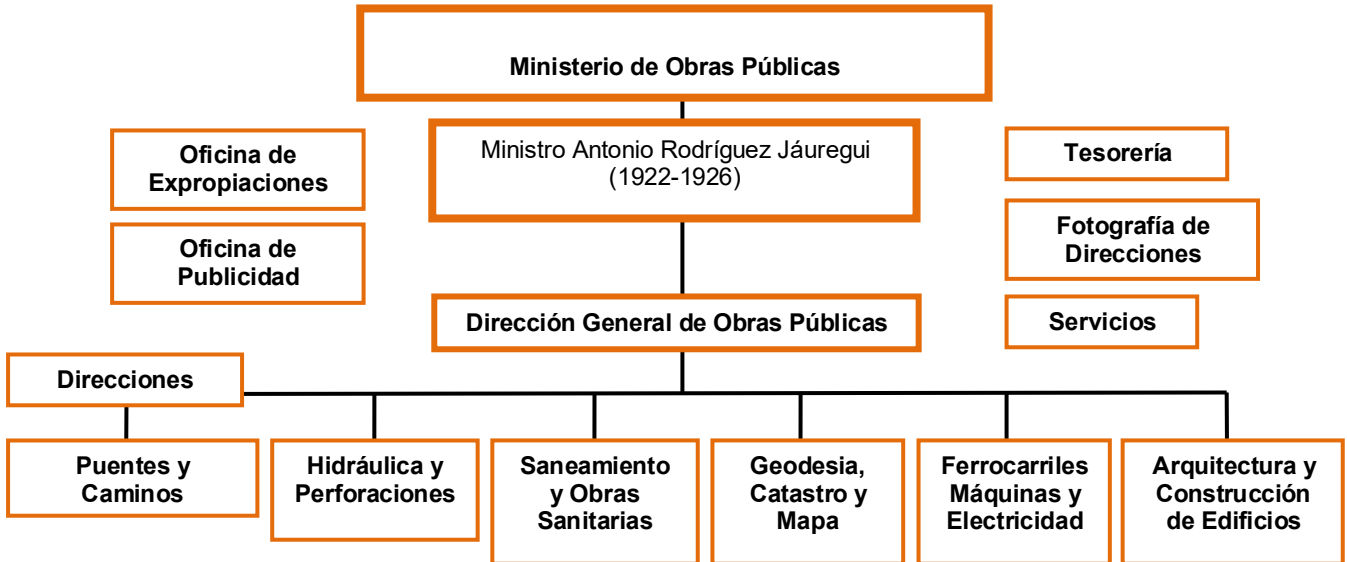 Ministerio de Obras Públicas
Oficina de
Expropiaciones
Ministro Antonio Rodríguez Jáuregui
(1922-1926)
Tesorería
Oficina de
Publicidad
Fotografía de
Direcciones
Dirección General de Obras Públicas
Servicios
Direcciones
Puentes y
Caminos
Hidráulica y
Perforaciones
Saneamiento
y Obras
Sanitarias
Geodesia,
Catastro y
Mapa
Ferrocarriles
Máquinas y
Electricidad
Arquitectura y
Construcción
de Edificios